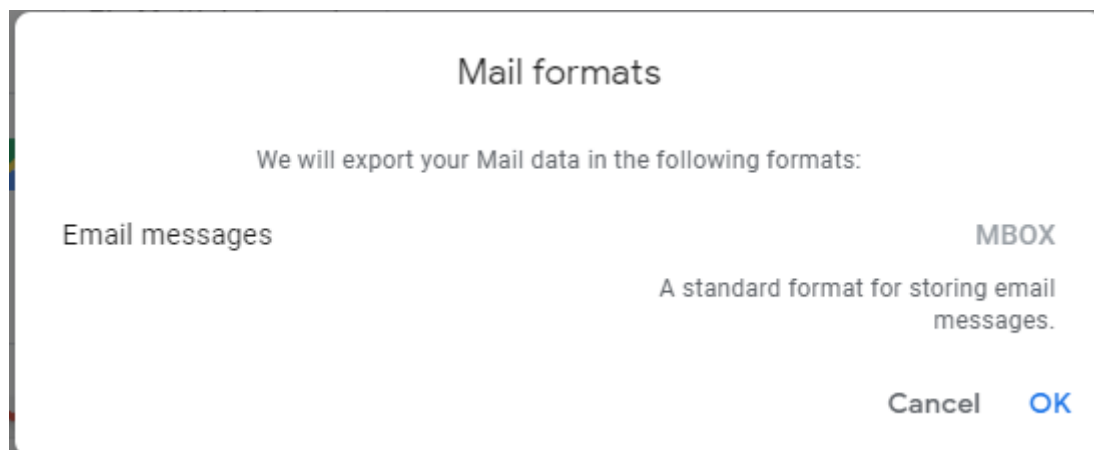 Mail formats
We will export your Mail data in the following formats:
Email messages
MBOX
A standard format for storing email
messages.
Cancel
OK